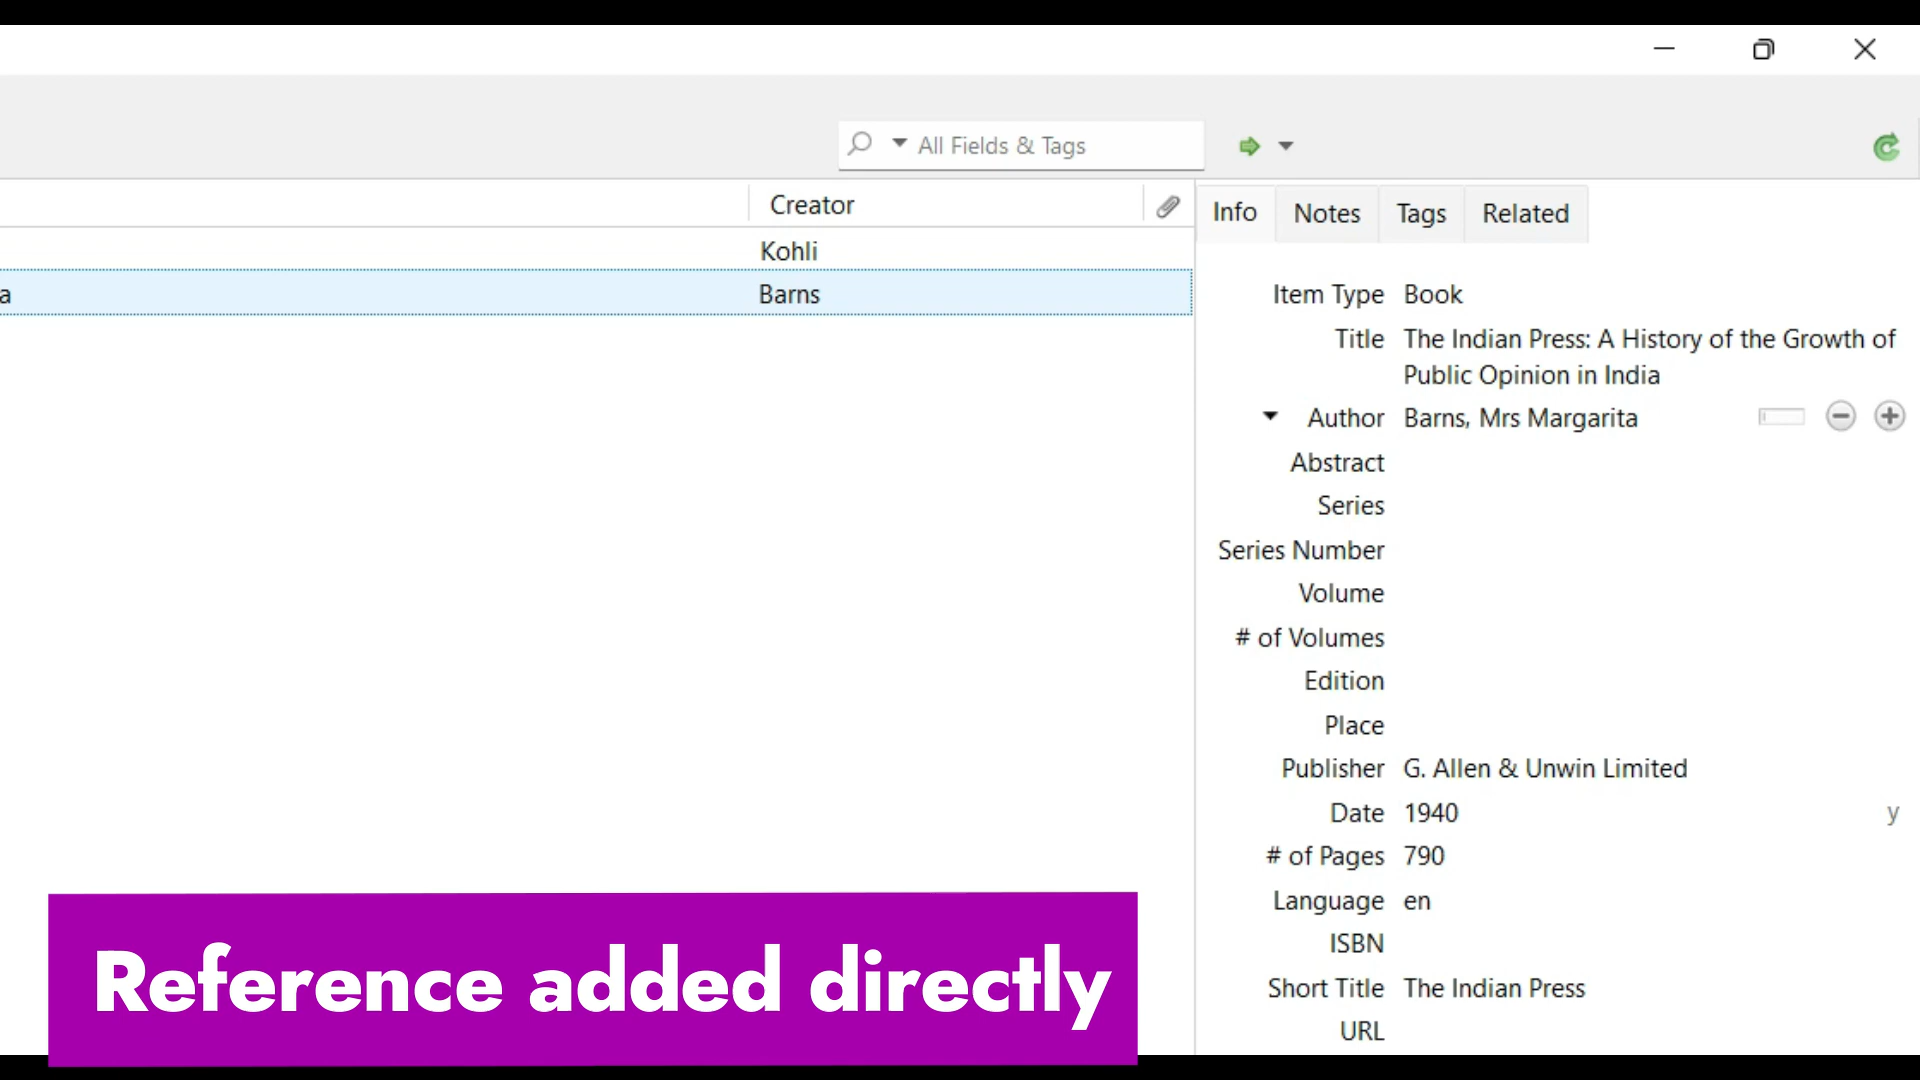 All Fields & Tags
Creator
Kohli
a Barns
Info Notes Tags Related
Item Type Book
Title The Indian Press: A History of the Growth of
Public Opinion in India
Author Barns, Mrs Margarita
Abstract
Series
Series Number
Volume
# of Volumes
Edition
Place
Publisher G. Allen & Unwin Limited
Date 1940 y
# of Pages 790
Language en
ISBN
Short Title The Indian Press
URL
Reference added directly